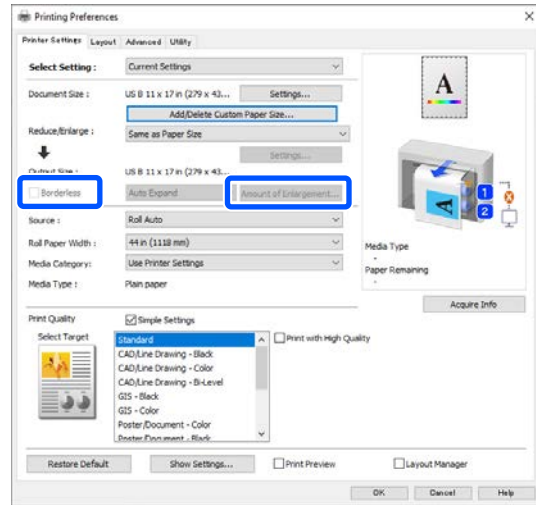 Printing Preferences
Printer Settings Layout Advanced Utility
Select Setting : Current Settings
Document Size : US B 11 x 17 in (279 x 43... Settings...
Add/Delete Custom Paper Size...
Reduce/Enlarge : Same as Paper Size
Settings...
Output Size : US B 11 x 17 in (279 x 43...
Borderless Auto Expand Amount of Enlargement...
Source : Roll Auto
Roll Paper Width : 44 in (1118 mm)
Media Category: Use Printer Settings
Media Type : Plain paper
A
A
1
2
Media Type
-
Paper Remaining
-
Acquire Info
Print Quality Simple Settings
Select Target
Standard
CAD/Line Drawing - Black
CAD/Line Drawing - Color
CAD/Line Drawing - Bi-Level
GIS - Black
GIS - Color
Poster/Document - Color
Poster/Document - Black
Print with High Quality
Restore Default Show Settings... Print Preview Layout Manager
OK Cancel Help